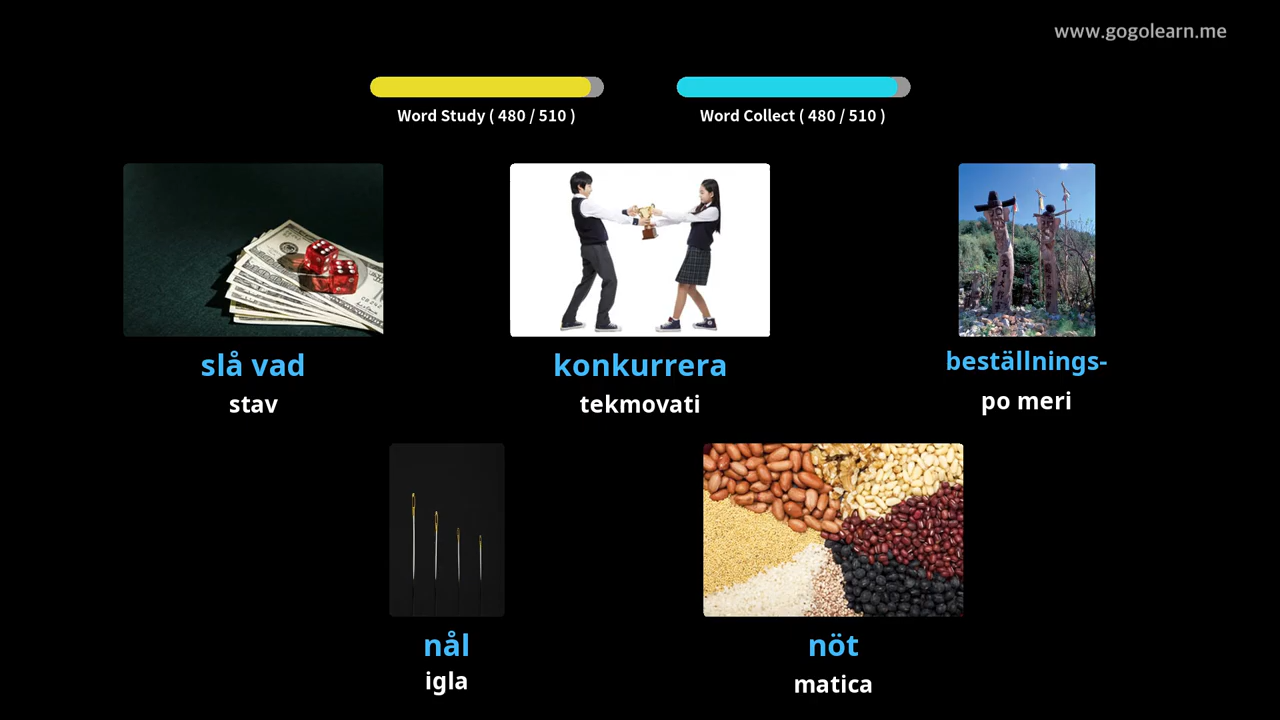 www.gogolearn.me
Word Study ( 480 / 510 )
Word Collect ( 480 / 510 )
slå vad
stav
konkurrera
tekmovati
beställnings-
po meri
nål
igla
nöt
matica